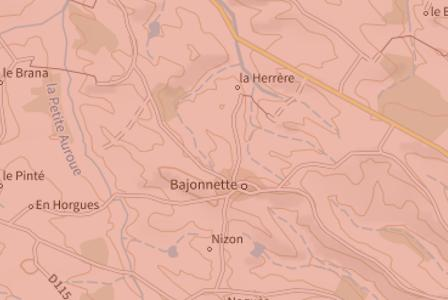 le Brana
la Herrère
la Petite Auroue
le Pinté
Bajonnette
En Horgues
Nizon
D115